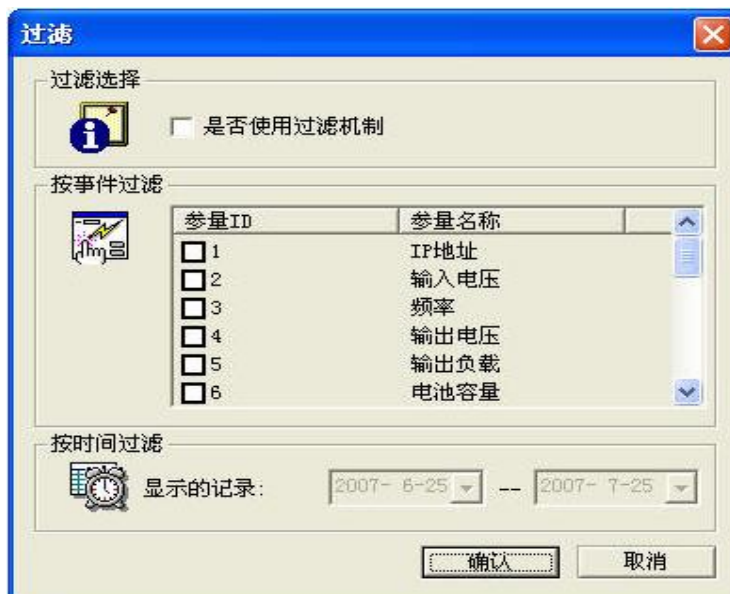 过滤
过滤选择
是否使用过滤机制
按事件过滤
参量ID 参量名称
1 IP地址
2 输入电压
3 频率
4 输出电压
5 输出负载
6 电池容量
按时间过滤
显示的记录: 2007- 6-25 -- 2007- 7-25
确认 取消